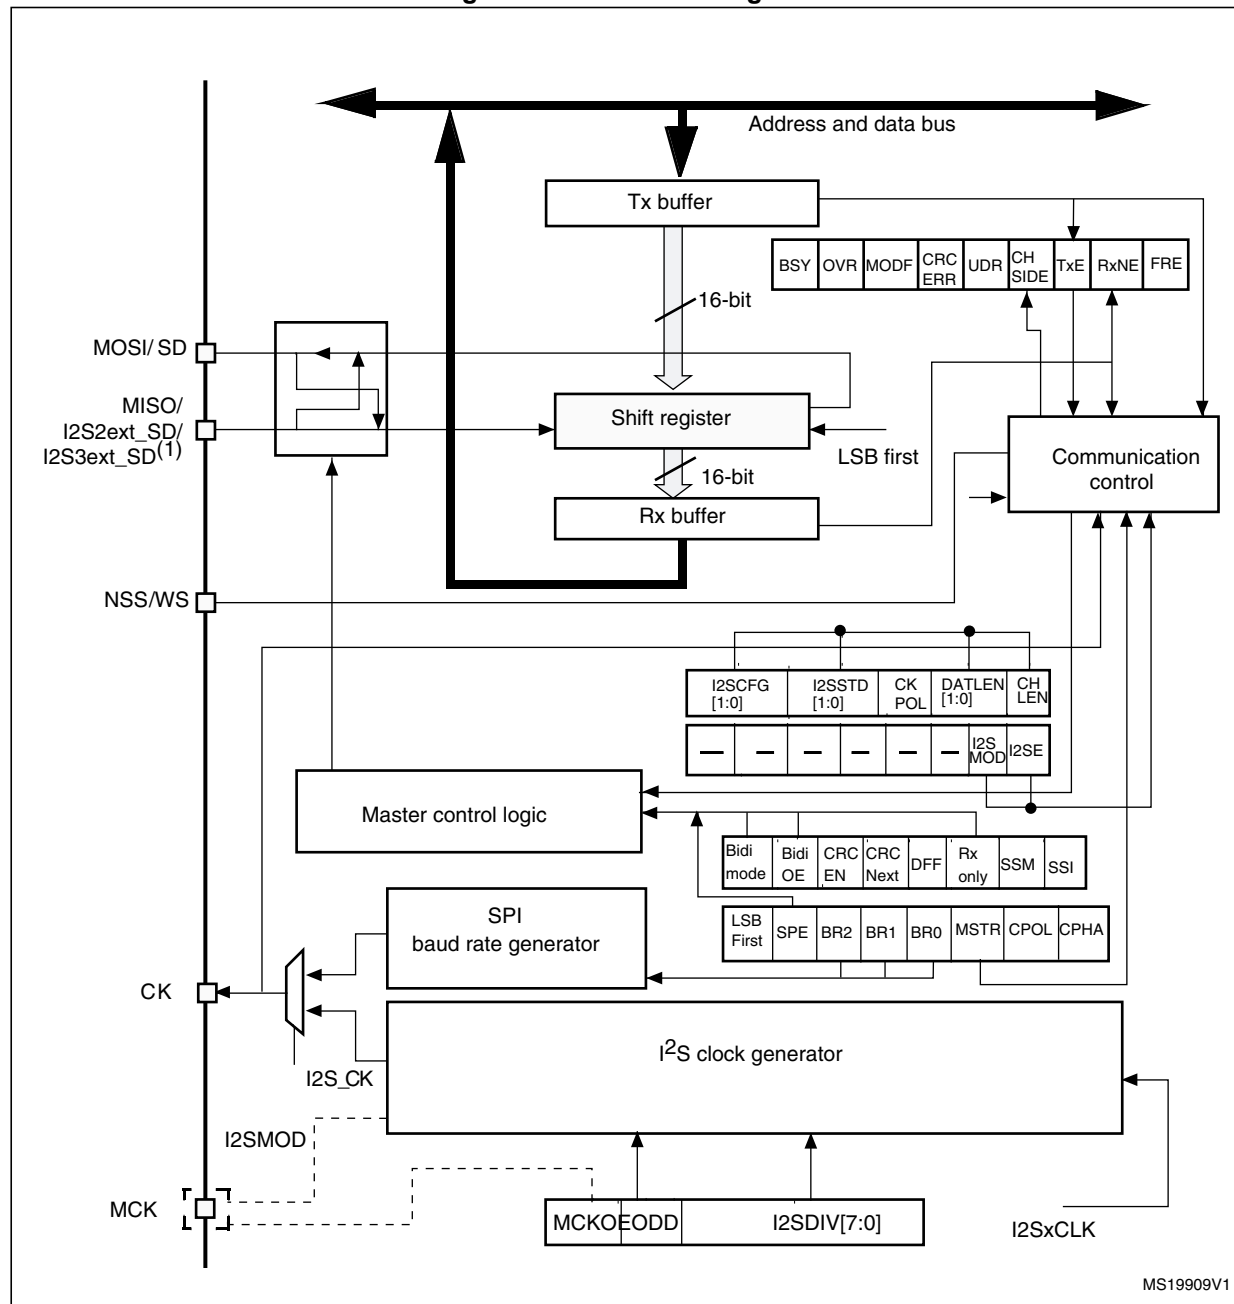 Address and data bus
Tx buffer
BSY OVR MODF CRC ERR UDR CH SIDE TxE RxNE FRE
16-bit
MOSI/ SD
MISO/
I2S2ext_SD/
I2S3ext_SD(1)
Shift register
LSB first
Communication
control
16-bit
Rx buffer
NSS/WS
I2SCFG [1:0] I2SSTD [1:0] CK POL DATLEN [1:0] CH LEN
— — — — — — I2S MOD I2SE
Master control logic
Bidi mode Bidi OE CRC EN CRC Next DFF Rx only SSM SSI
LSB First SPE BR2 BR1 BR0 MSTR CPOL CPHA
SPI
baud rate generator
CK
I2S clock generator
I2S_CK
I2SMOD
MCK
MCKOE ODD I2SDIV[7:0]
I2SxCLK
MS19909V1